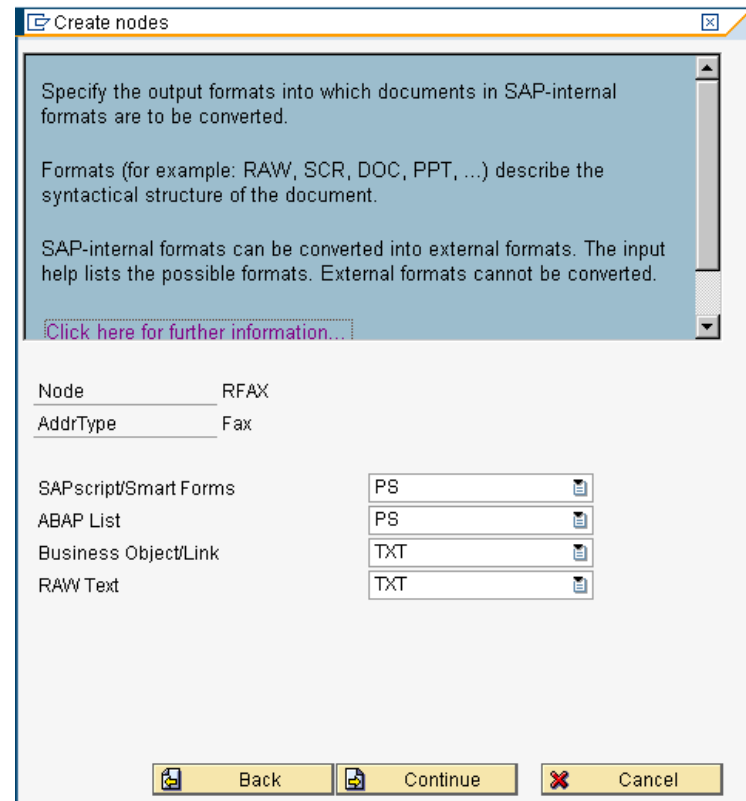 Create nodes
Specify the output formats into which documents in SAP-internal
formats are to be converted.
Formats (for example: RAW, SCR, DOC, PPT, ...) describe the
syntactical structure of the document.
SAP-internal formats can be converted into external formats. The input
help lists the possible formats. External formats cannot be converted.
Click here for further information...
Node RFAX
AddrType Fax
SAPscript/Smart Forms PS
ABAP List PS
Business Object/Link TXT
RAW Text TXT
Back Continue Cancel